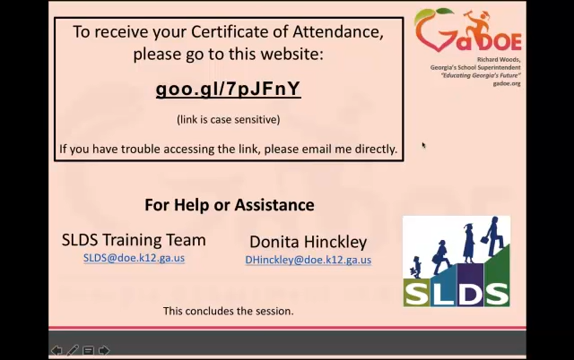 To receive your Certificate of Attendance,
please go to this website:
goo.gl/7pJFnY
(link is case sensitive)
If you have trouble accessing the link, please email me directly.
GaDOE
Richard Woods,
Georgia's School Superintendent
"Educating Georgia's Future"
gadoe.org
For Help or Assistance
SLDS Training Team
SLDS@doe.k12.ga.us
Donita Hinckley
DHinckley@doe.k12.ga.us
SLDS
This concludes the session.